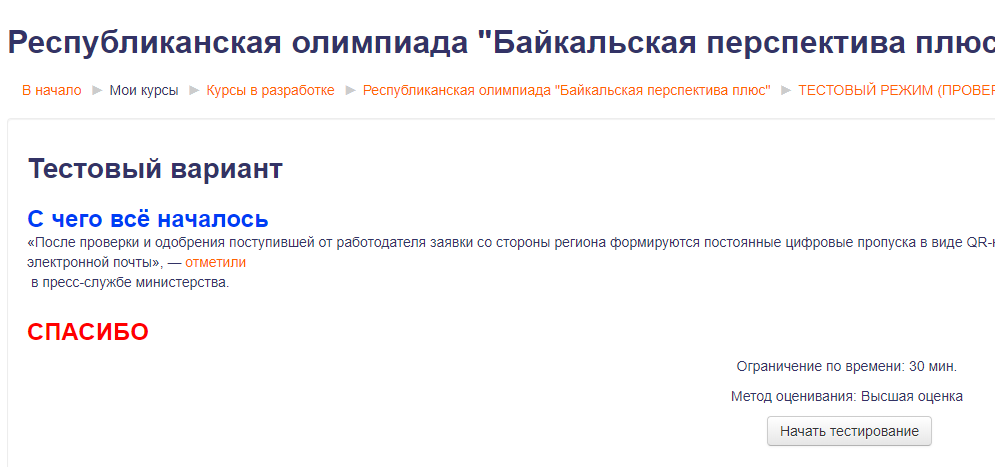 Республиканская олимпиада "Байкальская перспектива плюс
В начало ► Мои курсы ► Курсы в разработке ► Республиканская олимпиада "Байкальская перспектива плюс" ► ТЕСТОВЫЙ РЕЖИМ
Тестовый вариант
С чего всё началось
«После проверки и одобрения поступившей от работодателя заявки со стороны региона формируются постоянные цифровые пропуска в виде
электронной почты», — отметили
в пресс-службе министерства.
СПАСИБО
Ограничение по времени: 30 мин.
Метод оценивания: Высшая оценка
Начать тестирование